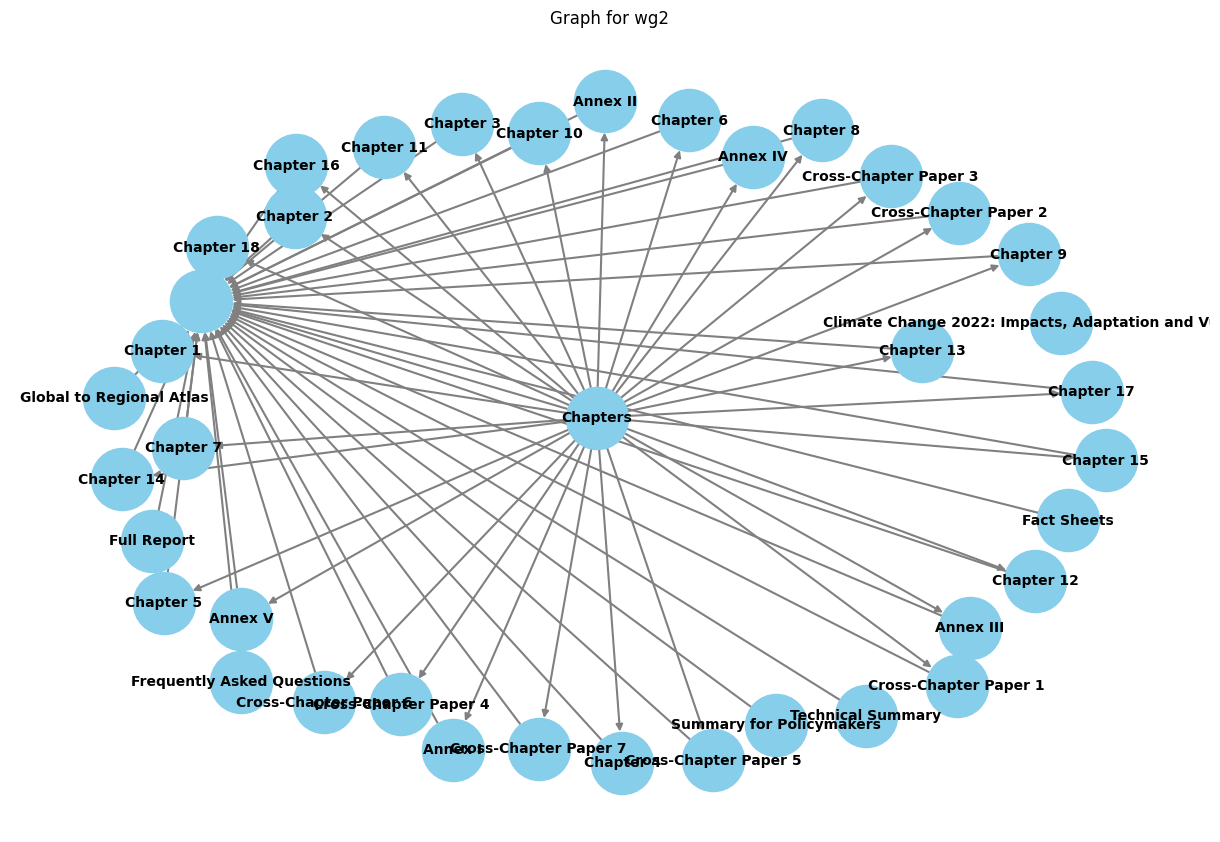 Graph for wg2
Annex II
Chapter 6
Chapter 3
Chapter 10
Chapter 8
Chapter 11
Annex IV
Chapter 16
Cross-Chapter Paper 3
Cross-Chapter Paper 2
Chapter 2
Chapter 18
Chapter 9
Climate Change 2022: Impacts, Adaptation and
Chapter 1
Chapter 13
Chapter 17
Global to Regional Atlas
Chapters
Chapter 7
Chapter 15
Chapter 14
Fact Sheets
Full Report
Chapter 12
Chapter 5
Annex V
Annex III
Frequently Asked Questions
Cross-Chapter Paper 1
Cross-Chapter Paper 6
Cross-Chapter Paper 4
Technical Summary
Summary for Policymakers
Annex I
Cross-Chapter Paper 7
Chapter 4
Cross-Chapter Paper 5